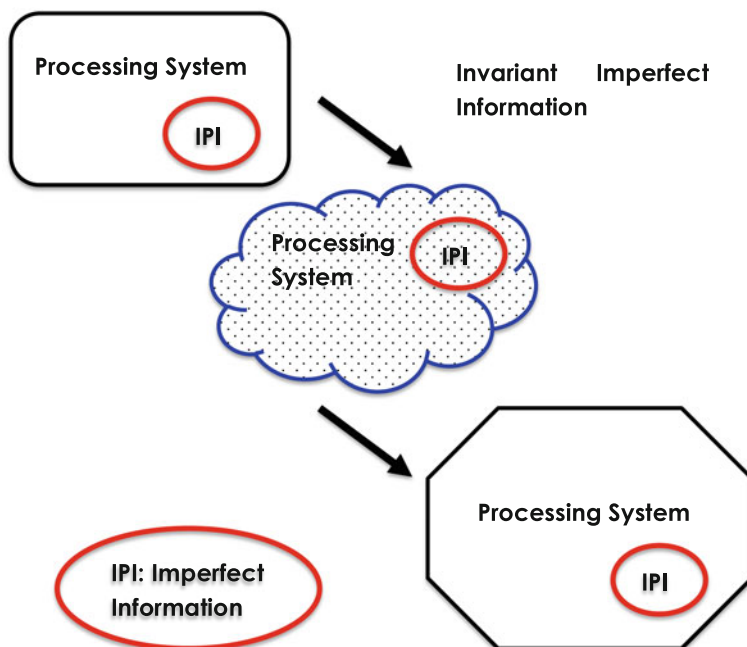 Processing System
IPI
Invariant Imperfect
Information
Processing
System
IPI
Processing System
IPI
IPI: Imperfect
Information